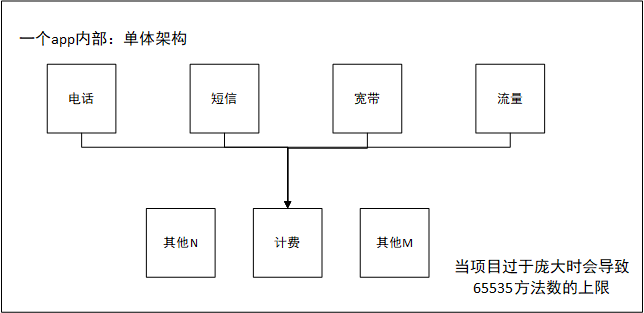 一个app内部：单体架构
电话
短信
宽带
流量
其他N
计费
其他M
当项目过于庞大时会导致
65535方法数的上限